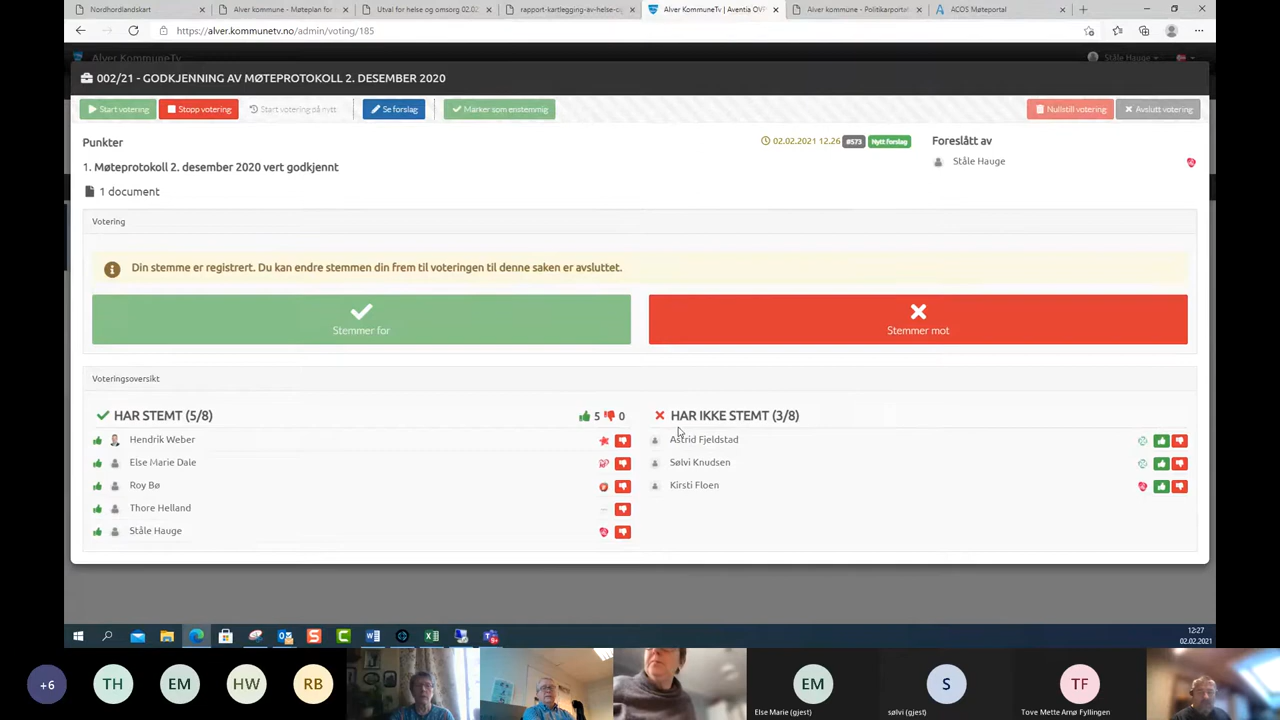 Nordhordlandskart
Alver kommune - Møteplan for
Utval for helse og omsorg 02.02
rapport-kartlegging-av-helse-og
Alver KommuneTv | Aventia OVP
Alver kommune - Politikarportal
ACOS Møteportal
https://alver.kommunetv.no/admin/voting/185
Alver KommuneTv
Ståle Hauge
002/21 - GODKJENNING AV MØTEPROTOKOLL 2. DESEMBER 2020
Start votering
Stopp votering
Start votering på nytt
Se forslag
Marker som enstemmig
Nullstill votering
Avslutt votering
Punkter
02.02.2021 12.26
#573
Nytt forslag
Foreslått av
1. Møteprotokoll 2. desember 2020 vert godkjennt
Ståle Hauge
1 document
Votering
Din stemme er registrert. Du kan endre stemmen din frem til voteringen til denne saken er avsluttet.
Stemmer for
Stemmer mot
Voteringsoversikt
HAR STEMT (5/8)
5
0
HAR IKKE STEMT (3/8)
Hendrik Weber
Astrid Fjeldstad
Else Marie Dale
Sølvi Knudsen
Roy Bø
Kirsti Floen
Thore Helland
Ståle Hauge
12:27
02.02.2021
+6
TH
EM
HW
RB
EM
Else Marie (gjest)
S
sølvi (gjest)
TF
Tove Mette Arnø Fyllingen